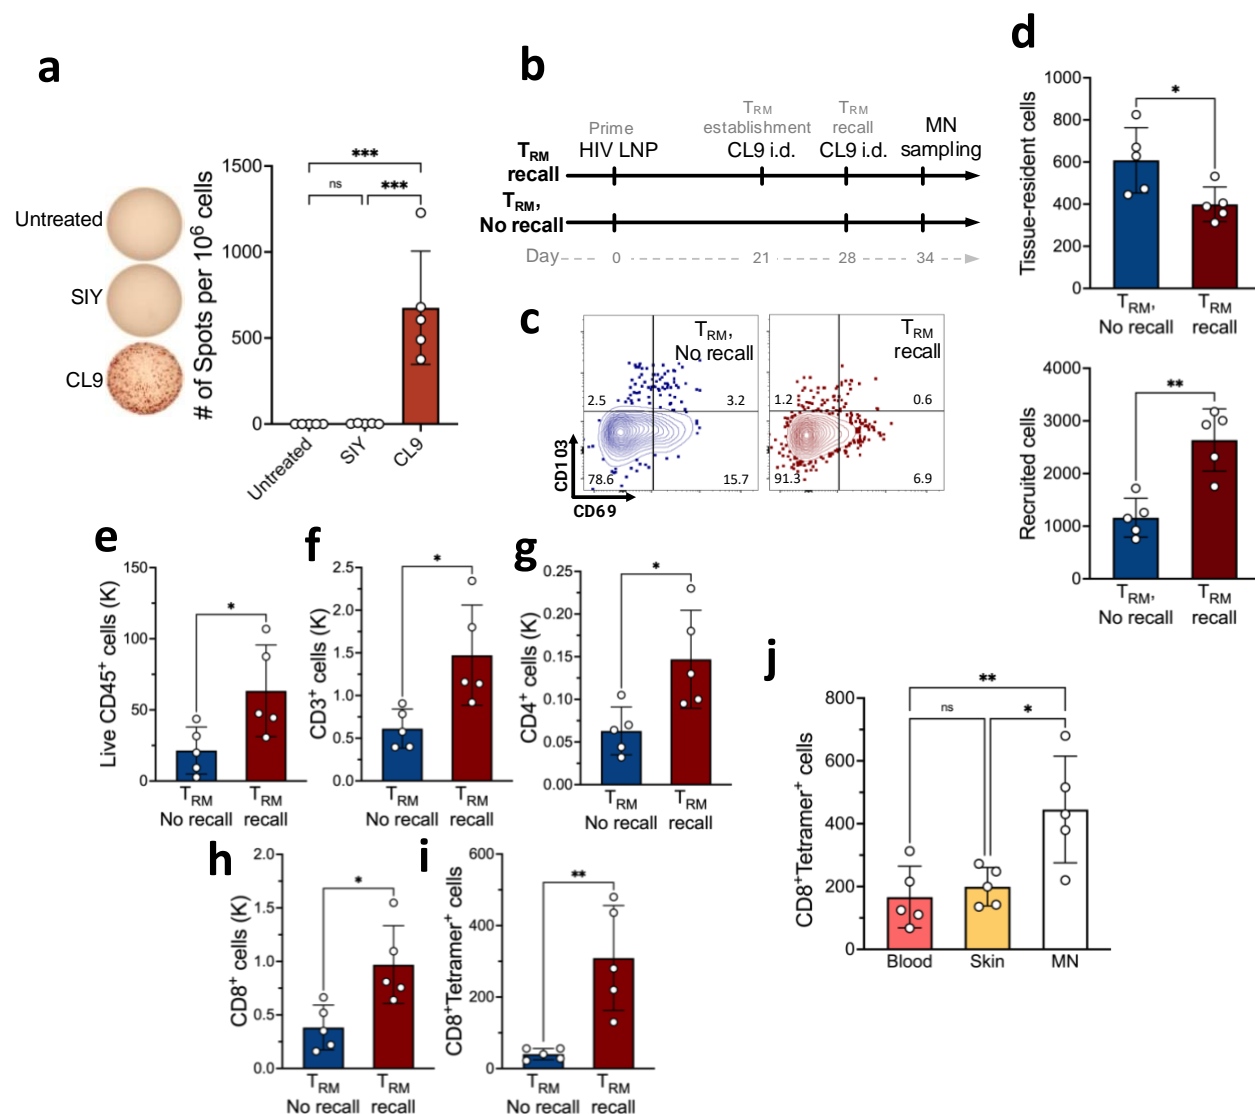 a
Untreated
SIY
CL9
# of Spots per 10⁶ cells
1500
1000
500
0
***
ns
***
Untreated
SIY
CL9
b
Prime
HIV LNP
TRM
establishment
CL9 i.d.
TRM
recall
CL9 i.d.
MN
sampling
TRM
recall
TRM,
No recall
Day
0
21
28
34
c
TRM,
No recall
2.5
3.2
78.6
15.7
TRM
recall
1.2
0.6
91.3
6.9
CD103
CD69
d
Tissue-resident cells
1000
800
600
400
200
0
*
TRM,
No recall
TRM
recall
Recruited cells
4000
3000
2000
1000
0
**
TRM,
No recall
TRM
recall
e
Live CD45⁺ cells (K)
150
100
50
0
*
TRM
No recall
TRM
recall
f
CD3⁺ cells (K)
2.5
2.0
1.5
1.0
0.5
0.0
*
TRM
No recall
TRM
recall
g
CD4⁺ cells (K)
0.25
0.20
0.15
0.10
0.05
0.00
*
TRM
No recall
TRM
recall
h
CD8⁺ cells (K)
2.0
1.5
1.0
0.5
0.0
*
TRM
No recall
TRM
recall
i
CD8⁺Tetramer⁺ cells
600
400
200
0
**
TRM
No recall
TRM
recall
j
CD8⁺Tetramer⁺ cells
800
600
400
200
0
**
ns
*
Blood
Skin
MN